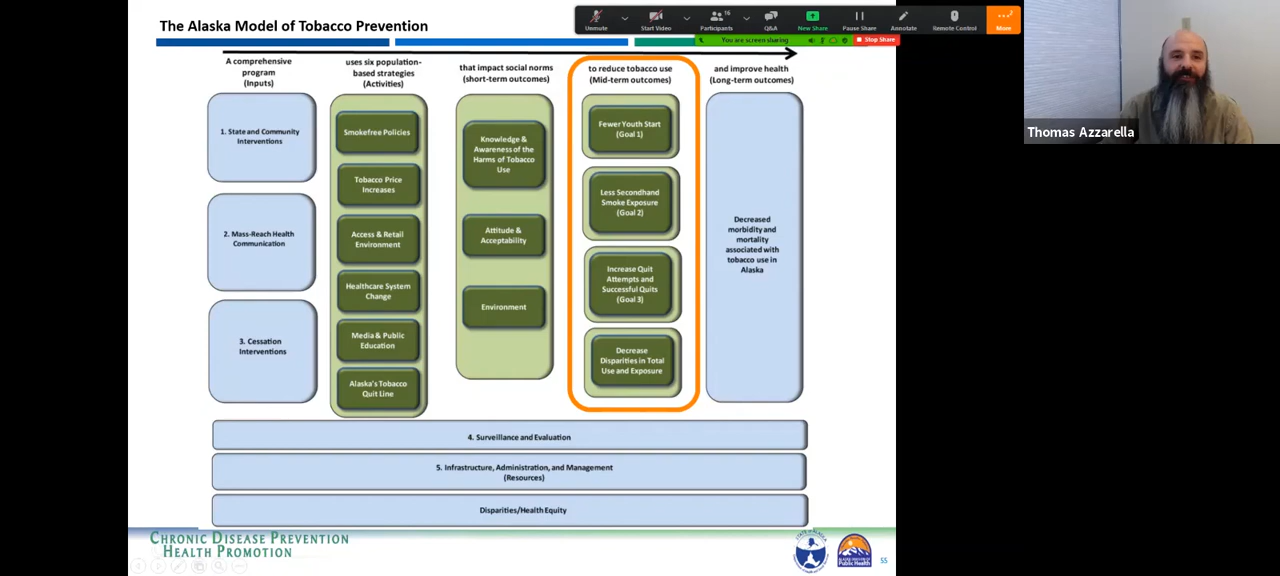 The Alaska Model of Tobacco Prevention
Unmute
Start Video
16
Participants
Q&A
New Share
Pause Share
Annotate
Remote Control
More
You are screen sharing
Stop Share
A comprehensive
program
(Inputs)
uses six population-
based strategies
(Activities)
that impact social norms
(short-term outcomes)
to reduce tobacco use
(Mid-term outcomes)
and improve health
(Long-term outcomes)
1. State and Community
Interventions
2. Mass-Reach Health
Communication
3. Cessation
Interventions
Smokefree Policies
Tobacco Price
Increases
Access & Retail
Environment
Healthcare System
Change
Media & Public
Education
Alaska's Tobacco
Quit Line
Knowledge &
Awareness of the
Harms of Tobacco
Use
Attitude &
Acceptability
Environment
Fewer Youth Start
(Goal 1)
Less Secondhand
Smoke Exposure
(Goal 2)
Increase Quit
Attempts and
Successful Quits
(Goal 3)
Decrease
Disparities in Total
Use and Exposure
Decreased
morbidity and
mortality
associated with
tobacco use in
Alaska
4. Surveillance and Evaluation
5. Infrastructure, Administration, and Management
(Resources)
Disparities/Health Equity
CHRONIC DISEASE PREVENTION
HEALTH PROMOTION
Public Health
55
Thomas Azzarella